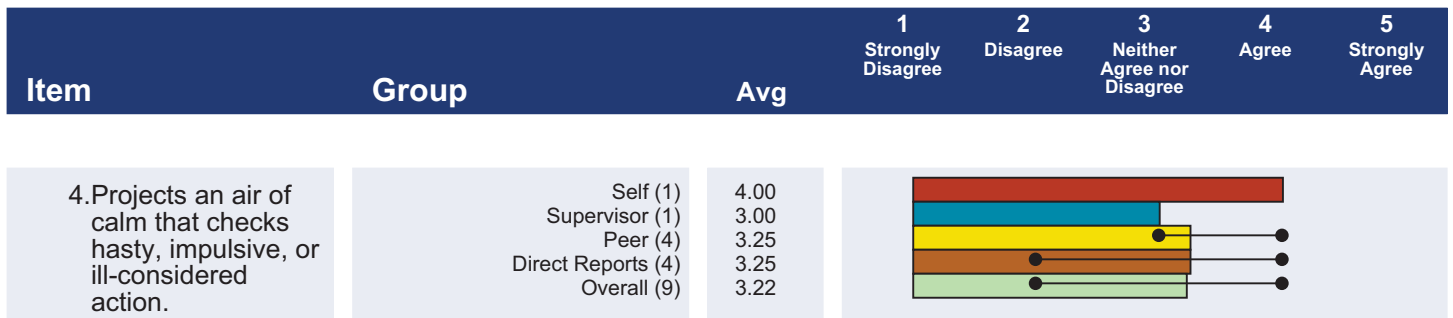 Item
Group
Avg
1
Strongly
Disagree
2
Disagree
3
Neither
Agree nor
Disagree
4
Agree
5
Strongly
Agree
4.Projects an air of
calm that checks
hasty, impulsive, or
ill-considered
action.
Self (1) 4.00
Supervisor (1) 3.00
Peer (4) 3.25
Direct Reports (4) 3.25
Overall (9) 3.22